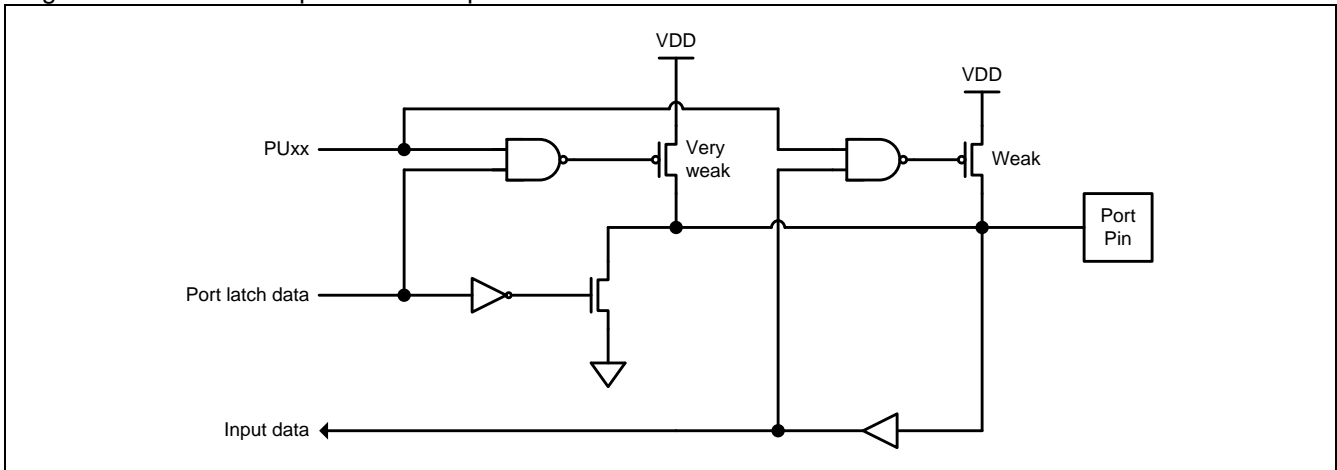 VDD
VDD
PUxx
Very
weak
Weak
Port
Pin
Port latch data
Input data